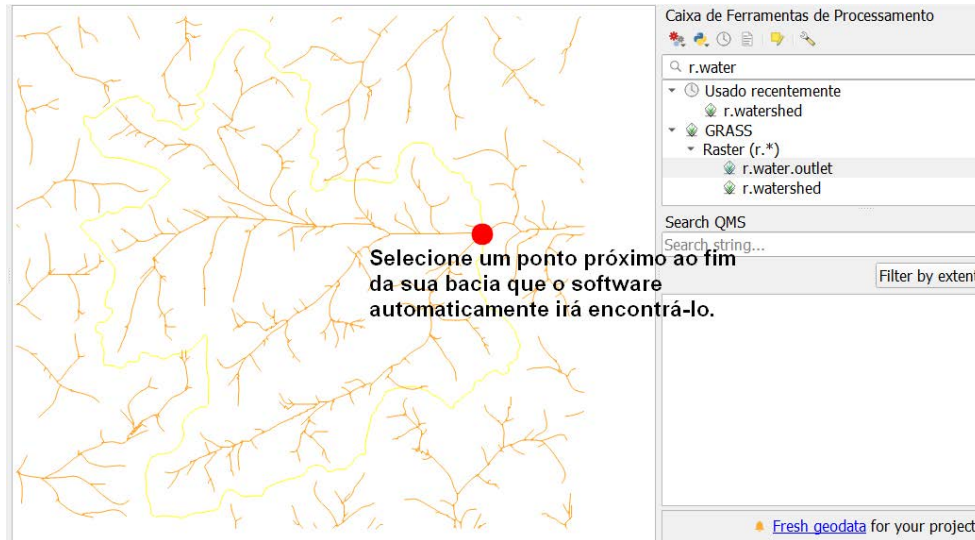 Caixa de Ferramentas de Processamento
r.water
Usado recentemente
r.watershed
GRASS
Raster (r.*)
r.water.outlet
r.watershed
Search QMS
Search string...
Filter by extent
Selecione um ponto próximo ao fim
da sua bacia que o software
automaticamente irá encontrá-lo.
Fresh geodata for your project